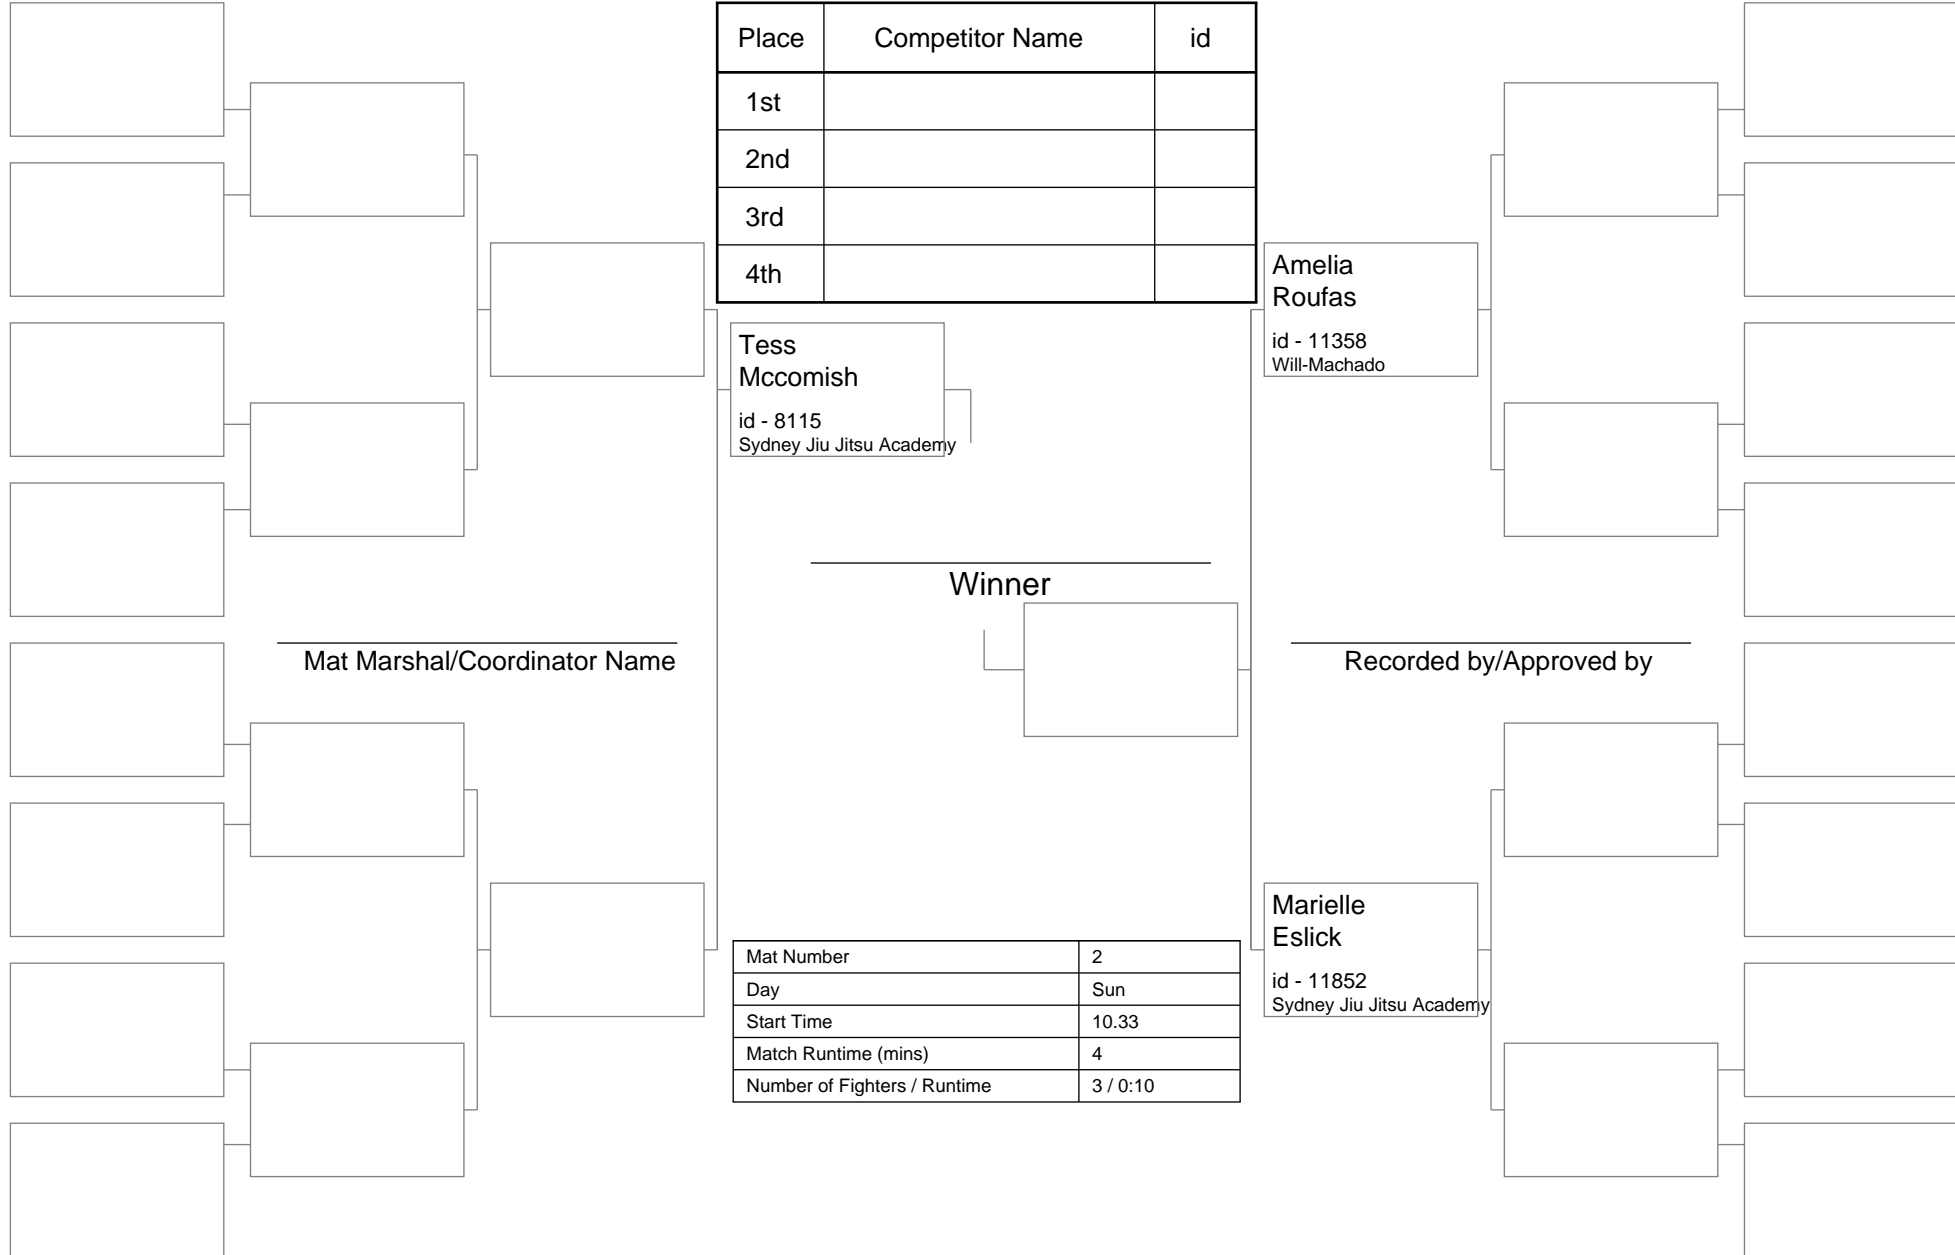 Place Competitor Name id
1st
2nd
3rd
4th
Tess
Mccomish
id - 8115
Sydney Jiu Jitsu Academy
Amelia
Roufas
id - 11358
Will-Machado
Winner
Mat Marshal/Coordinator Name
Recorded by/Approved by
Marielle
Eslick
id - 11852
Sydney Jiu Jitsu Academy
Mat Number 2
Day Sun
Start Time 10.33
Match Runtime (mins) 4
Number of Fighters / Runtime 3 / 0:10